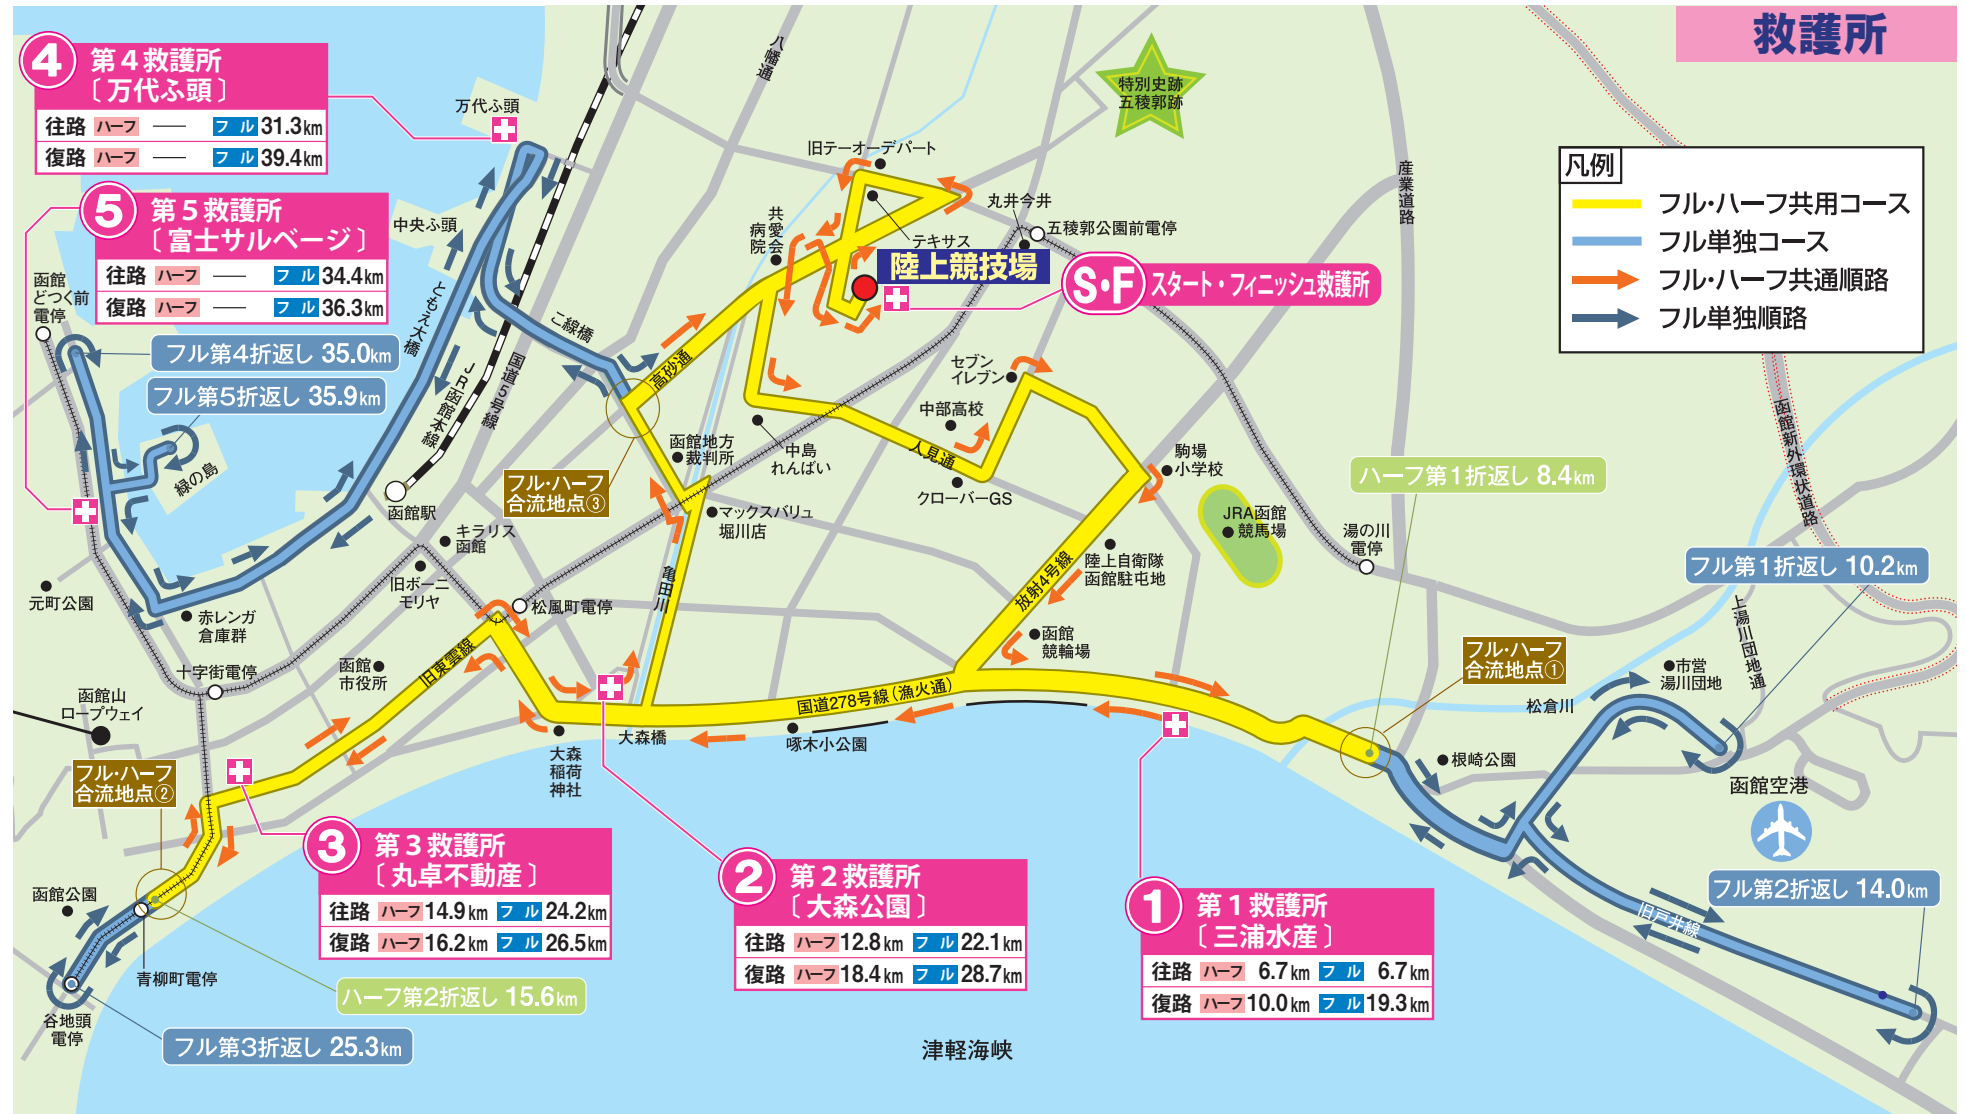 救護所
④ 第4救護所
〔万代ふ頭〕
往路 ハーフ — フル 31.3km
復路 ハーフ — フル 39.4km
⑤ 第5救護所
〔富士サルベージ〕
往路 ハーフ — フル 34.4km
復路 ハーフ — フル 36.3km
フル第4折返し 35.0km
フル第5折返し 35.9km
函館
どつく前
電停
万代ふ頭
中央ふ頭
ともえ大橋
八幡通
JR函館本線
国道5号線
こ線橋
高砂通
共愛会
病院
旧テーオーデパート
テキサス
丸井今井
五稜郭公園前電停
特別史跡
五稜郭跡
陸上競技場
S・F スタート・フィニッシュ救護所
産業道路
凡例
フル・ハーフ共用コース
フル単独コース
フル・ハーフ共通順路
フル単独順路
函館新外環状道路
緑の島
函館駅
フル・ハーフ
合流地点③
函館地方
裁判所
中島
れんばい
セブン
イレブン
中部高校
人見通
クローバーGS
駒場
小学校
JRA函館
競馬場
湯の川
電停
ハーフ第1折返し 8.4km
フル第1折返し 10.2km
マックスバリュ
堀川店
亀田川
キラリス
函館
旧ボーニ
モリヤ
松風町電停
放射4号線
陸上自衛隊
函館駐屯地
函館
競輪場
元町公園
赤レンガ
倉庫群
十字街電停
函館
市役所
旧東雲線
函館山
ロープウェイ
国道278号線(漁火通)
大森橋
大森
稲荷
神社
啄木小公園
フル・ハーフ
合流地点①
上湯川団地通
市営
湯川団地
松倉川
根崎公園
函館空港
フル第2折返し 14.0km
旧戸井線
フル・ハーフ
合流地点②
函館公園
青柳町電停
谷地頭
電停
ハーフ第2折返し 15.6km
フル第3折返し 25.3km
③ 第3救護所
〔丸卓不動産〕
往路 ハーフ 14.9km フル 24.2km
復路 ハーフ 16.2km フル 26.5km
② 第2救護所
〔大森公園〕
往路 ハーフ 12.8km フル 22.1km
復路 ハーフ 18.4km フル 28.7km
① 第1救護所
〔三浦水産〕
往路 ハーフ 6.7km フル 6.7km
復路 ハーフ 10.0km フル 19.3km
津軽海峡